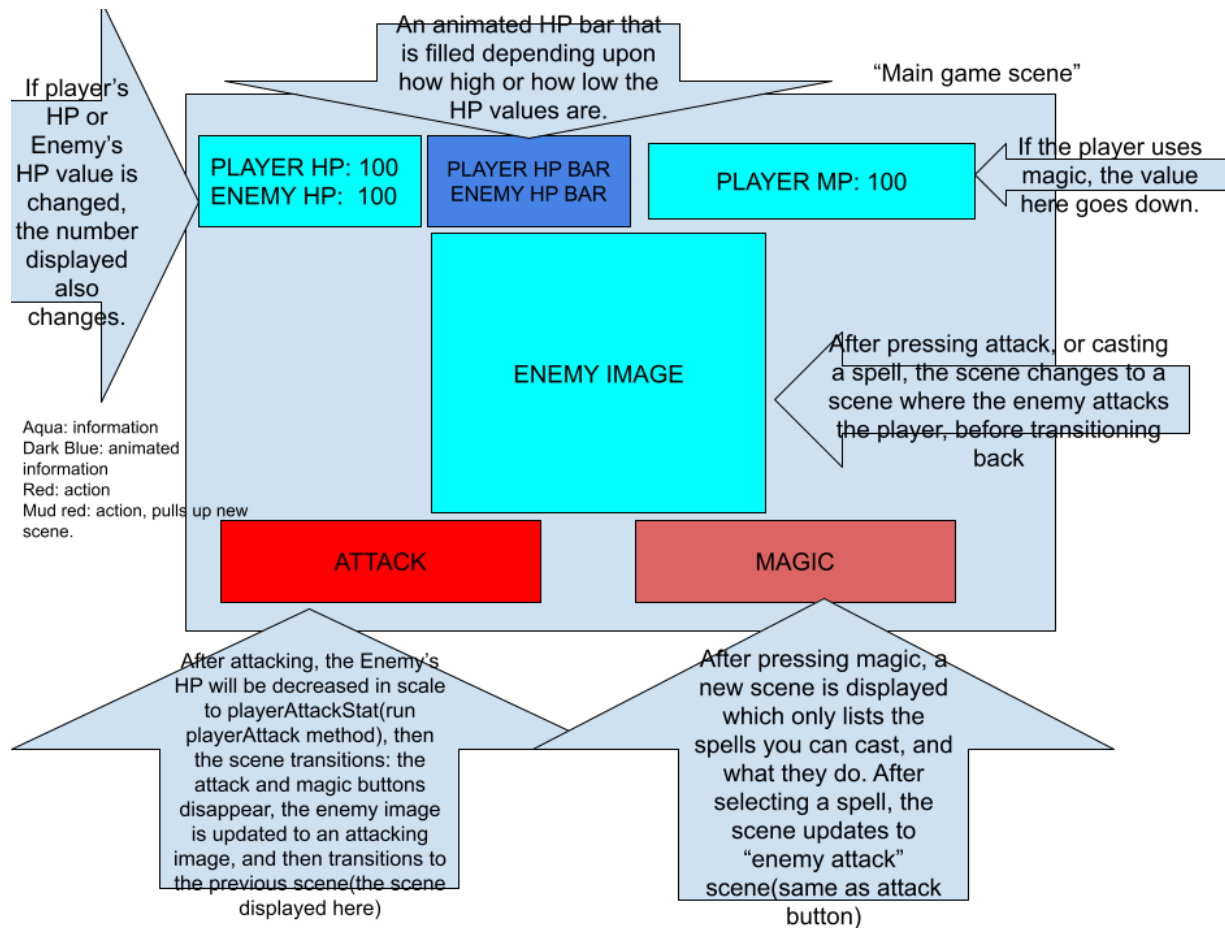 An animated HP bar that
is filled depending upon
how high or how low the
HP values are.
“Main game scene”
If player’s
HP or
Enemy’s
HP value is
changed,
the number
displayed
also
changes.
PLAYER HP: 100
ENEMY HP: 100
PLAYER HP BAR
ENEMY HP BAR
PLAYER MP: 100
If the player uses
magic, the value
here goes down.
ENEMY IMAGE
After pressing attack, or casting
a spell, the scene changes to a
scene where the enemy attacks
the player, before transitioning
back
Aqua: information
Dark Blue: animated
information
Red: action
Mud red: action, pulls up new
scene.
ATTACK
MAGIC
After attacking, the Enemy’s
HP will be decreased in scale
to playerAttackStat(run
playerAttack method), then
the scene transitions: the
attack and magic buttons
disappear, the enemy image
is updated to an attacking
image, and then transitions to
the previous scene(the scene
displayed here)
After pressing magic, a
new scene is displayed
which only lists the
spells you can cast, and
what they do. After
selecting a spell, the
scene updates to
“enemy attack”
scene(same as attack
button)